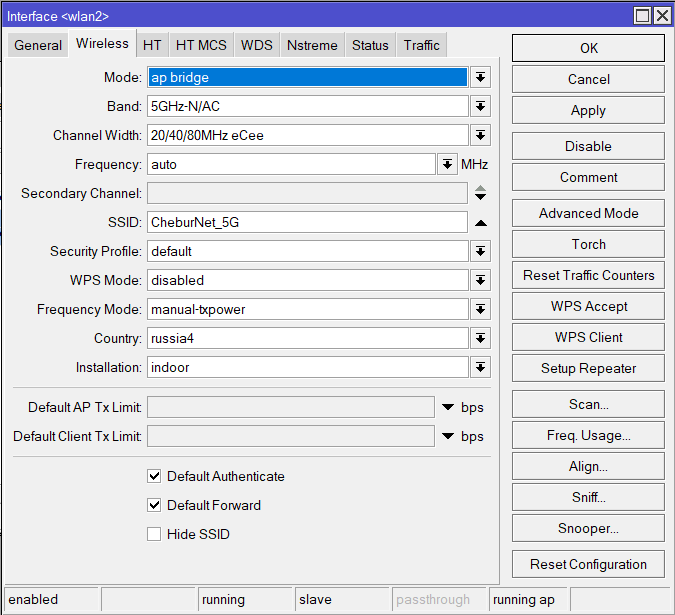 Interface <wlan2>
General Wireless HT HT MCS WDS Nstreme Status Traffic
Mode: ap bridge
Band: 5GHz-N/AC
Channel Width: 20/40/80MHz eCee
Frequency: auto MHz
Secondary Channel:
SSID: CheburNet_5G
Security Profile: default
WPS Mode: disabled
Frequency Mode: manual-txpower
Country: russia4
Installation: indoor
Default AP Tx Limit: bps
Default Client Tx Limit: bps
Default Authenticate
Default Forward
Hide SSID
OK
Cancel
Apply
Disable
Comment
Advanced Mode
Torch
Reset Traffic Counters
WPS Accept
WPS Client
Setup Repeater
Scan...
Freq. Usage...
Align...
Sniff...
Snooper...
Reset Configuration
enabled running slave passthrough running ap